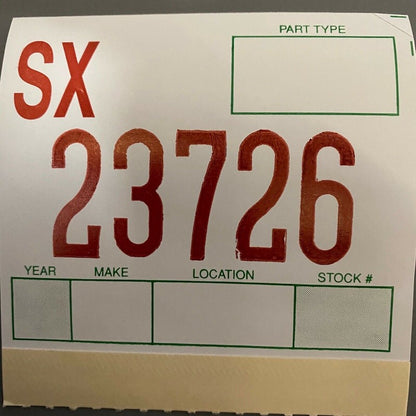 PART TYPE
SX
23726
YEAR MAKE LOCATION STOCK #